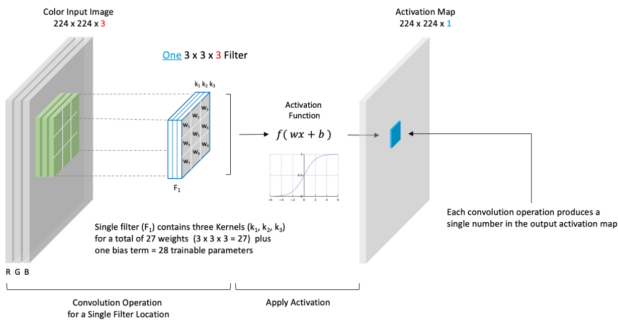 Color Input Image
224 x 224 x 3
Activation Map
224 x 224 x 1
One 3 x 3 x 3 Filter
k₁ k₂ k₃
Activation
Function
f( wx + b )
F₁
Each convolution operation produces a
single number in the output activation map
Single filter (F₁) contains three Kernels (k₁, k₂, k₃)
for a total of 27 weights (3 x 3 x 3 = 27) plus
one bias term = 28 trainable parameters
R G B
Convolution Operation
for a Single Filter Location
Apply Activation